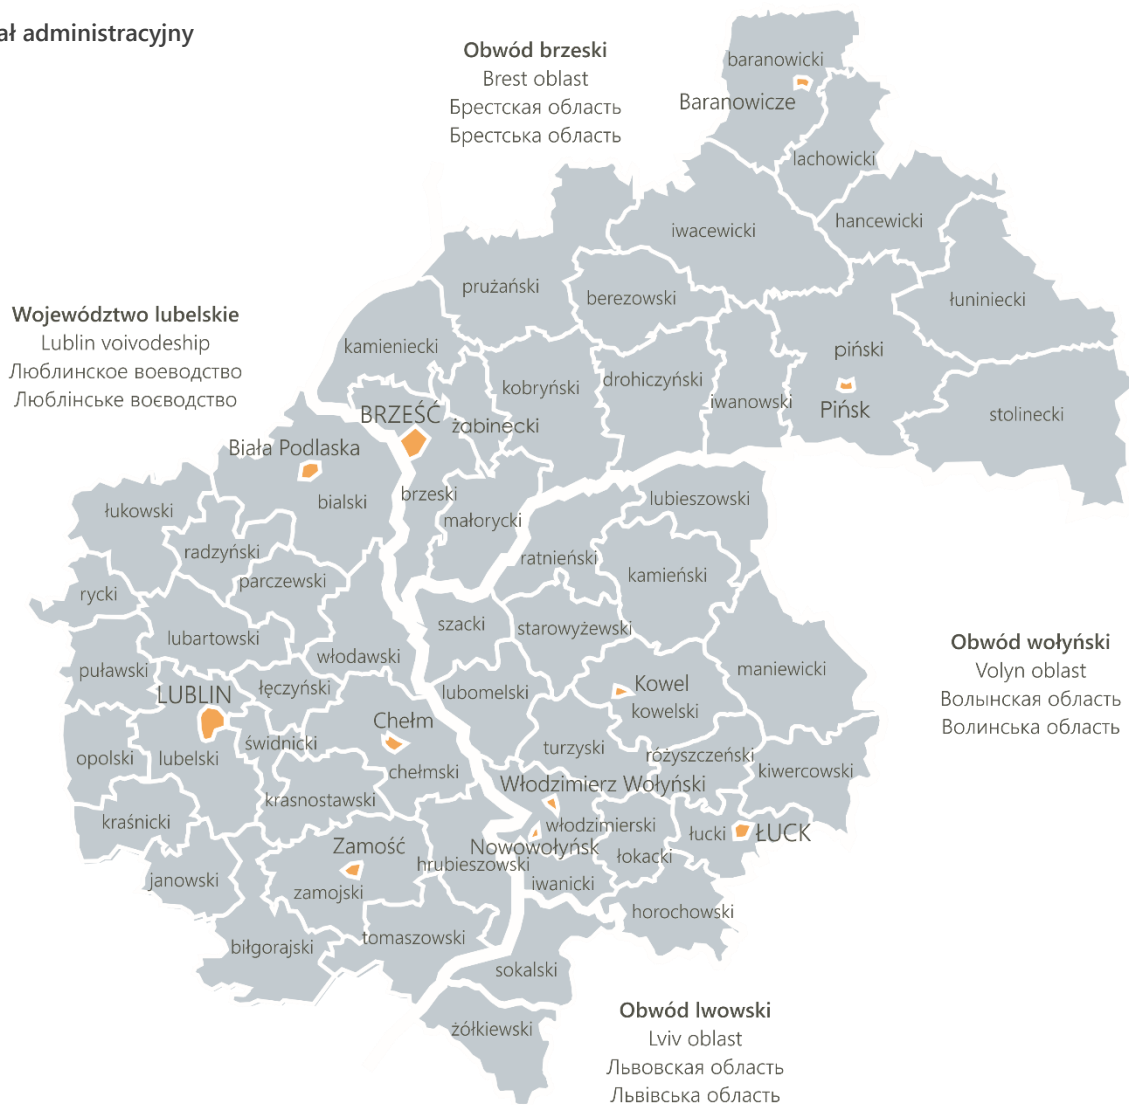 ał administracyjny
Obwód brzeski
Brest oblast
Брестская область
Брестська область
baranowicki
Baranowicze
lachowicki
hancewicki
iwacewicki
prużański
berezowski
łuniniecki
Województwo lubelskie
Lublin voivodeship
Люблинское воеводство
Люблінське воєводство
kamieniecki
piński
kobryński
drohiczyński
iwanowski
Pińsk
stolinecki
BRZEŚĆ
żabinecki
Biała Podlaska
bialski
brzeski
małorycki
lubieszowski
łukowski
radzyński
parczewski
ratnieński
kamieński
rycki
szacki
starowyżewski
lubartowski
włodawski
puławski
łęczyński
lubomelski
Kowel
kowelski
maniewicki
Obwód wołyński
Volyn oblast
Волынская область
Волинська область
LUBLIN
Chełm
świdnicki
turzyski
różyszczeński
opolski
lubelski
chełmski
kiwercowski
Włodzimierz Wołyński
krasnostawski
kraśnicki
włodzimierski
łucki
ŁUCK
Zamość
Nowowołyńsk
hrubieszowski
łokacki
janowski
zamojski
iwanicki
horochowski
biłgorajski
tomaszowski
sokalski
żółkiewski
Obwód lwowski
Lviv oblast
Львовская область
Львівська область